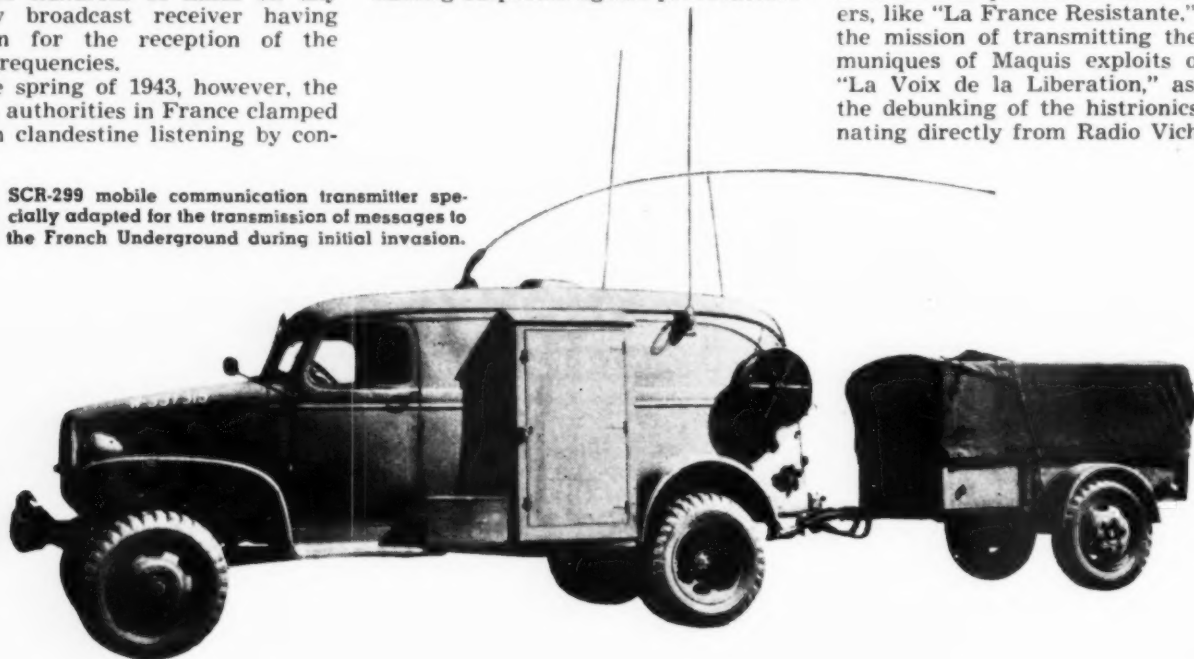 y broadcast receiver having
n for the reception of the
requencies.
e spring of 1943, however, the
authorities in France clamped
n clandestine listening by con-
SCR-299 mobile communication transmitter spe-
cially adapted for the transmission of messages to
the French Underground during initial invasion.
ers, like "La France Resistante,"
the mission of transmitting the
muniques of Maquis exploits o
"La Voix de la Liberation," as
the debunking of the histrionics
nating directly from Radio Vich